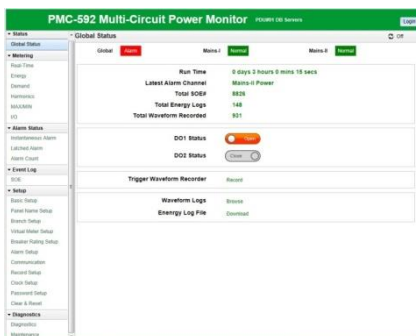 PMC-592 Multi-Circuit Power Monitor PDGM01 DB Servers
Login
Status
Global Status
Metering
Real-Time
Energy
Demand
Harmonics
MAX/MIN
I/O
Alarm Status
Instantaneous Alarm
Latched Alarm
Alarm Count
Event Log
SOE
Setup
Basic Setup
Panel Name Setup
Branch Setup
Virtual Meter Setup
Breaker Rating Setup
Alarm Setup
Communication
Record Setup
Clock Setup
Password Setup
Clear & Reset
Diagnostics
Diagnostics
Maintenance
Global Status
Off
Global Alarm Mains-I Normal Mains-II Normal
Run Time 0 days 3 hours 0 mins 15 secs
Latest Alarm Channel Mains-II Power
Total SOE# 8826
Total Energy Logs 148
Total Waveform Recorded 931
DO1 Status Open
DO2 Status Close
Trigger Waveform Recorder Record
Waveform Logs Browse
Enenrgy Log File Download